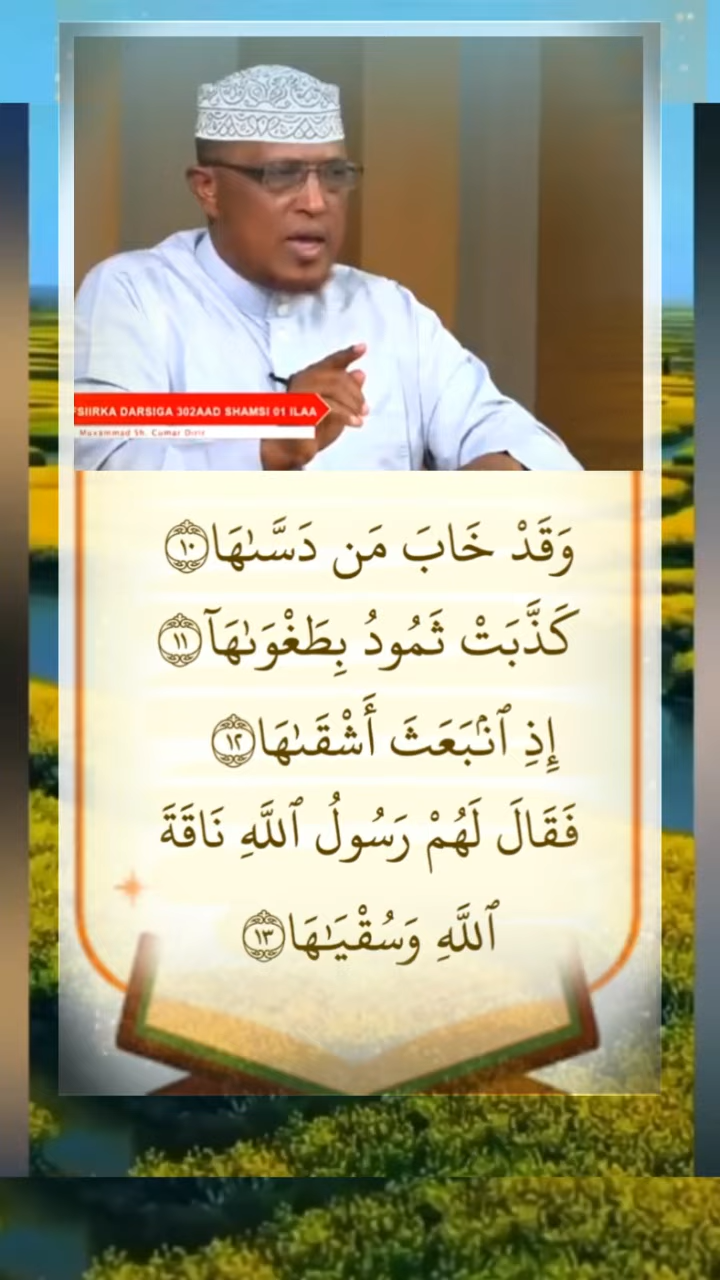 FSIIRKA DARSIGA 302AAD SHAMSI 01 ILAA
Muxammad Sh. Cumar Dirir
وَقَدْ خَابَ مَن دَسَّىٰهَا ١٠
كَذَّبَتْ ثَمُودُ بِطَغْوَىٰهَآ ١١
إِذِ ٱنۢبَعَثَ أَشْقَىٰهَا ١٢
فَقَالَ لَهُمْ رَسُولُ ٱللَّهِ نَاقَةَ
ٱللَّهِ وَسُقْيَـٰهَا ١٣